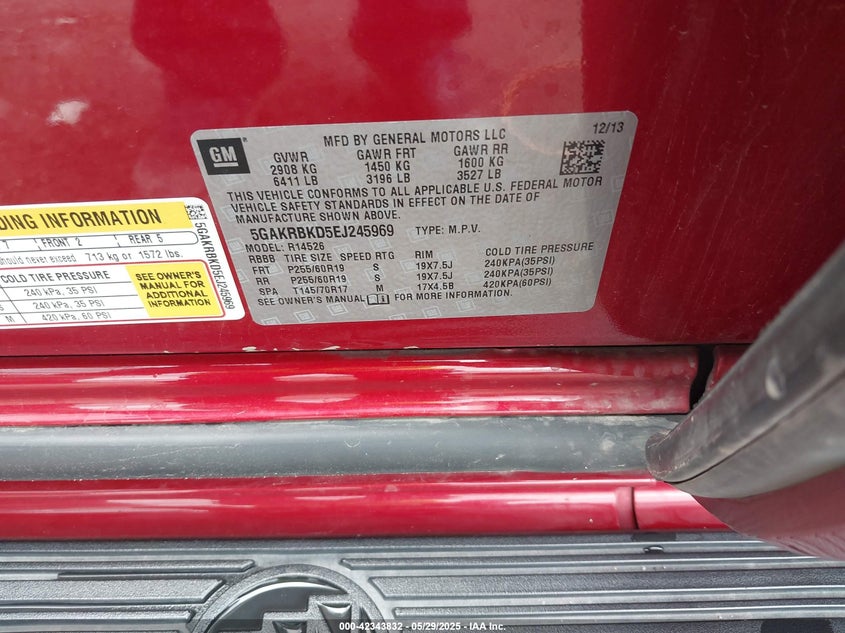 GM
MFD BY GENERAL MOTORS LLC
12/13
GVWR GAWR FRT GAWR RR
2908 KG 1450 KG 1600 KG
6411 LB 3196 LB 3527 LB
THIS VEHICLE CONFORMS TO ALL APPLICABLE U.S. FEDERAL MOTOR
VEHICLE SAFETY STANDARDS IN EFFECT ON THE DATE OF
MANUFACTURE SHOWN ABOVE.
5GAKRBKD5EJ245969 TYPE: M.P.V.
MODEL: R14526
RBBB TIRE SIZE SPEED RTG RIM COLD TIRE PRESSURE
FRT P255/60R19 S 19X7.5J 240KPA(35PSI)
RR P255/60R19 S 19X7.5J 240KPA(35PSI)
SPA T145/70R17 M 17X4.5B 420KPA(60PSI)
SEE OWNER'S MANUAL FOR MORE INFORMATION
DING INFORMATION
T FRONT 2 REAR 5
should never exceed 713 kg or 1572 lbs.
COLD TIRE PRESSURE
S 240 kPa, 35 PSI
S 240 kPa, 35 PSI
M 420 kPa, 60 PSI
SEE OWNER'S
MANUAL FOR
ADDITIONAL
INFORMATION
5GAKRBKD5EJ245969
000-42343832 - 05/29/2025 - IAA Inc.